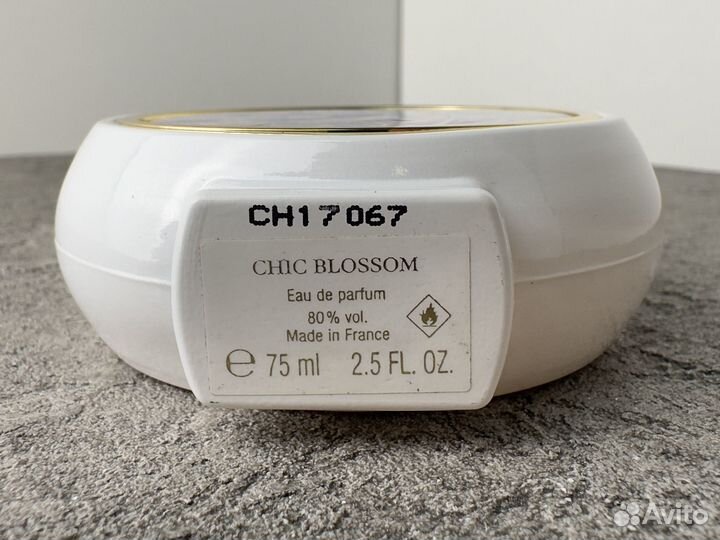 CH17067
CHIC BLOSSOM
Eau de parfum
80% vol.
Made in France
℮ 75 ml 2.5 FL. OZ.
Avito